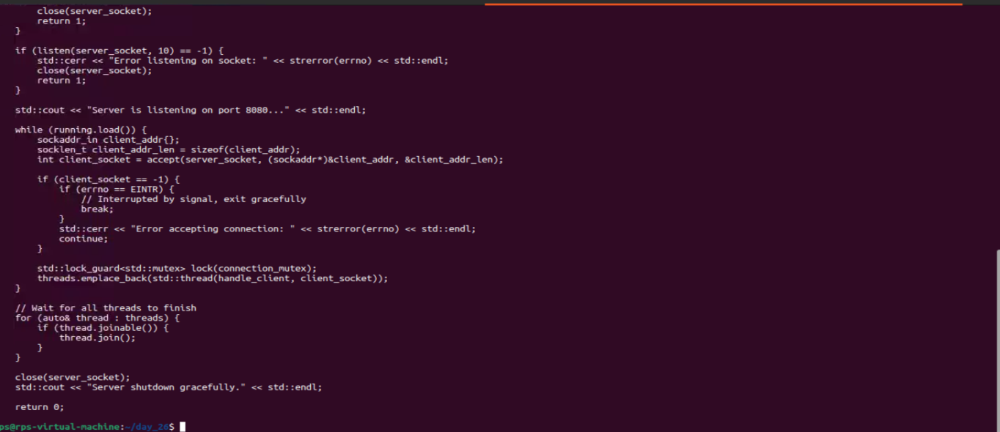 close(server_socket);
        return 1;
    }

    if (listen(server_socket, 10) == -1) {
        std::cerr << "Error listening on socket: " << strerror(errno) << std::endl;
        close(server_socket);
        return 1;
    }

    std::cout << "Server is listening on port 8080..." << std::endl;

    while (running.load()) {
        sockaddr_in client_addr{};
        socklen_t client_addr_len = sizeof(client_addr);
        int client_socket = accept(server_socket, (sockaddr*)&client_addr, &client_addr_len);

        if (client_socket == -1) {
            if (errno == EINTR) {
                // Interrupted by signal, exit gracefully
                break;
            }
            std::cerr << "Error accepting connection: " << strerror(errno) << std::endl;
            continue;
        }

        std::lock_guard<std::mutex> lock(connection_mutex);
        threads.emplace_back(std::thread(handle_client, client_socket));
    }

    // Wait for all threads to finish
    for (auto& thread : threads) {
        if (thread.joinable()) {
            thread.join();
        }
    }

    close(server_socket);
    std::cout << "Server shutdown gracefully." << std::endl;

    return 0;

ps@rps-virtual-machine:~/day_26$